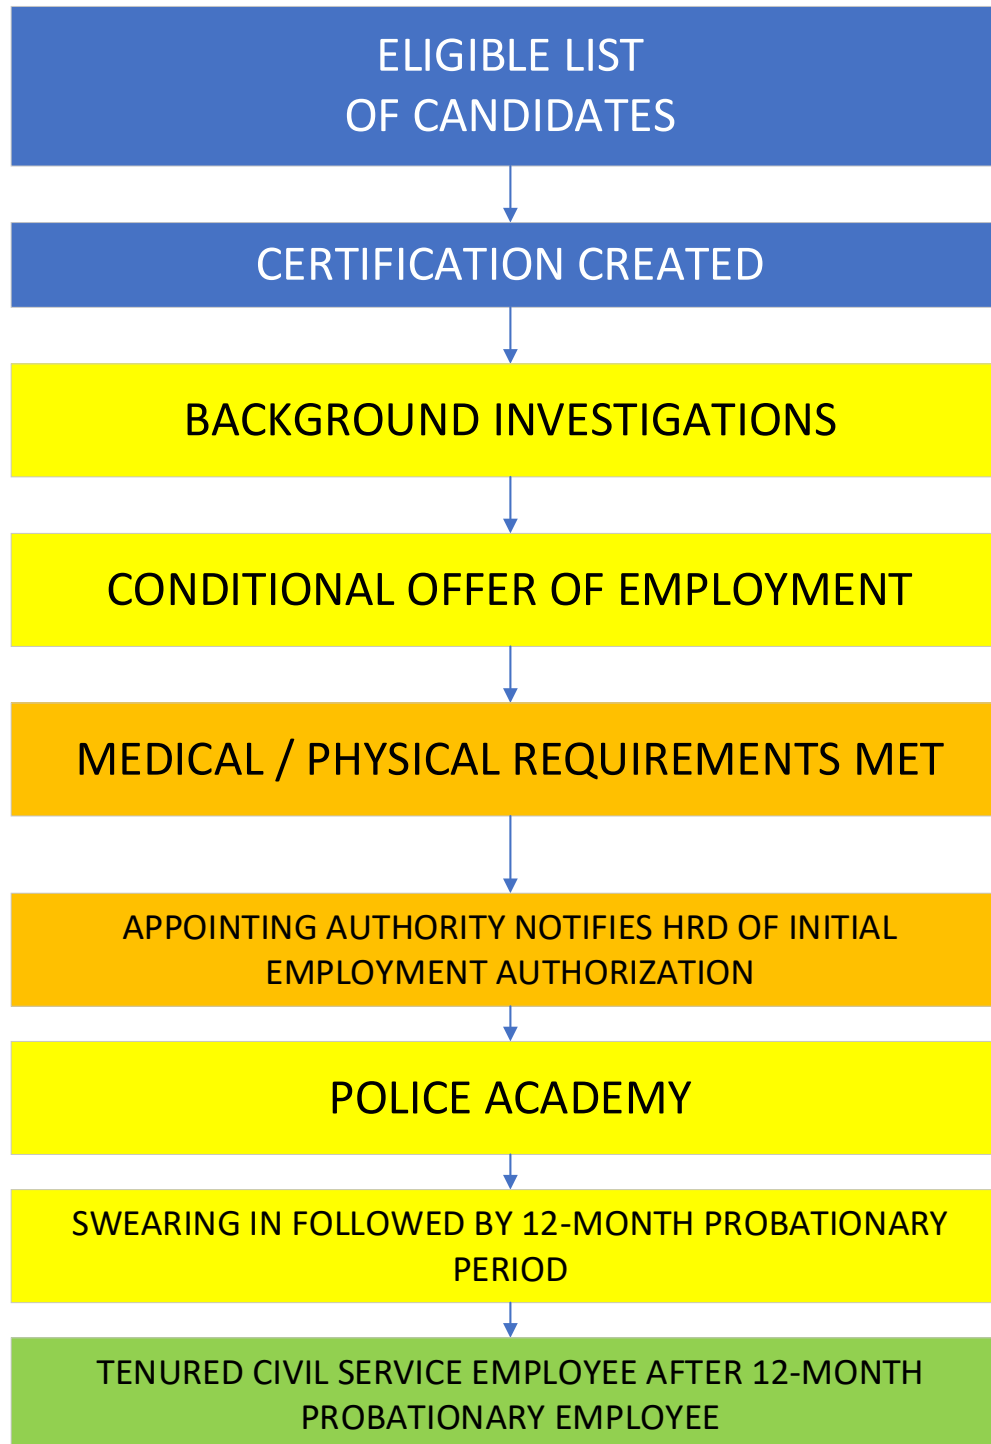 ELIGIBLE LIST
OF CANDIDATES
CERTIFICATION CREATED
BACKGROUND INVESTIGATIONS
CONDITIONAL OFFER OF EMPLOYMENT
MEDICAL / PHYSICAL REQUIREMENTS MET
APPOINTING AUTHORITY NOTIFIES HRD OF INITIAL
EMPLOYMENT AUTHORIZATION
POLICE ACADEMY
SWEARING IN FOLLOWED BY 12-MONTH PROBATIONARY
PERIOD
TENURED CIVIL SERVICE EMPLOYEE AFTER 12-MONTH
PROBATIONARY EMPLOYEE